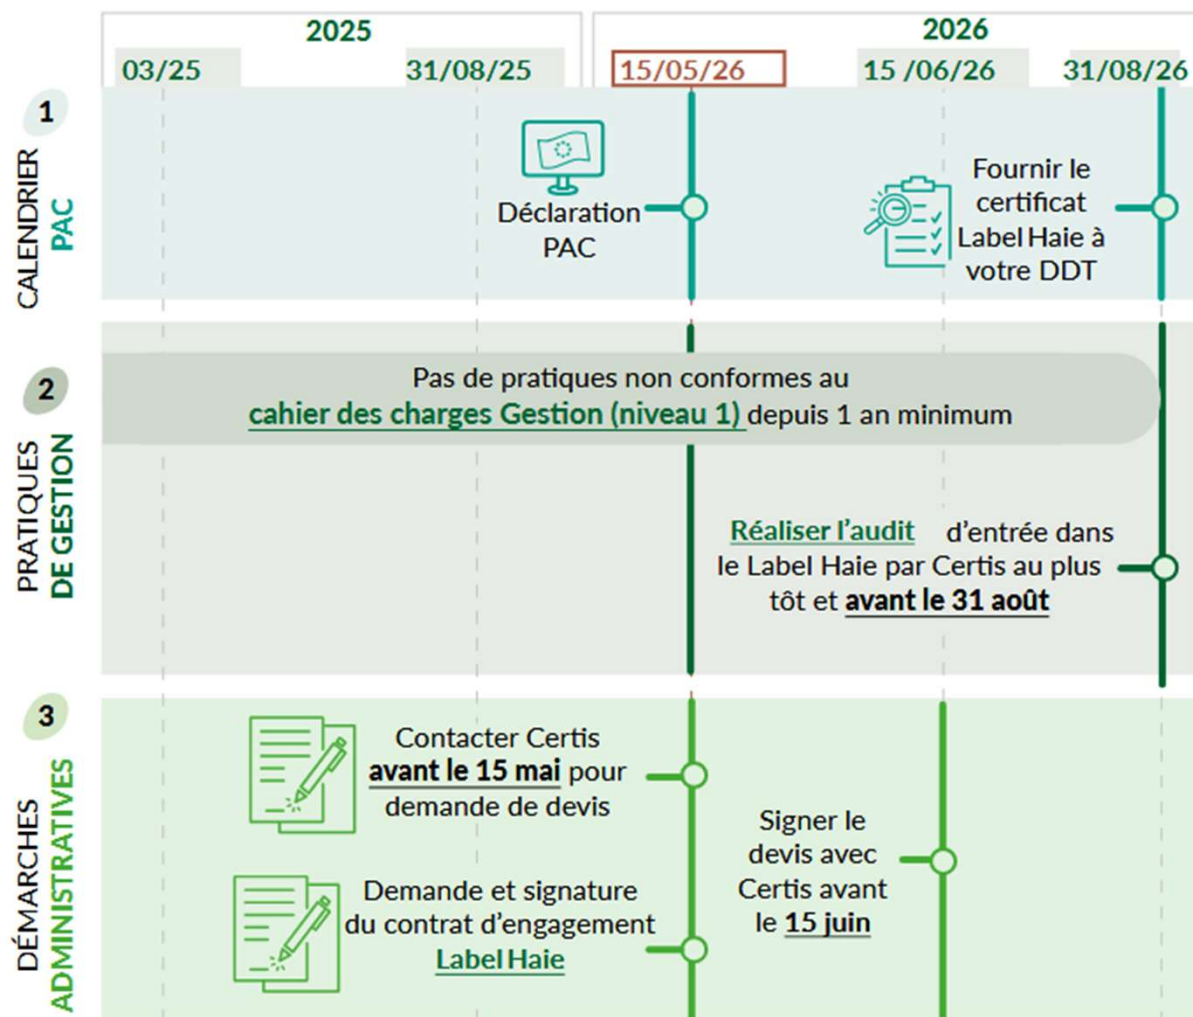 2025
2026
03/25
31/08/25
15/05/26
15 /06/26
31/08/26
1
CALENDRIER
PAC
Déclaration
PAC
Fournir le
certificat
Label Haie à
votre DDT
2
PRATIQUES
DE GESTION
Pas de pratiques non conformes au
cahier des charges Gestion (niveau 1) depuis 1 an minimum
Réaliser l’audit d’entrée dans
le Label Haie par Certis au plus
tôt et avant le 31 août
3
DÉMARCHES
ADMINISTRATIVES
Contacter Certis
avant le 15 mai pour
demande de devis
Signer le
devis avec
Certis avant
le 15 juin
Demande et signature
du contrat d’engagement
Label Haie